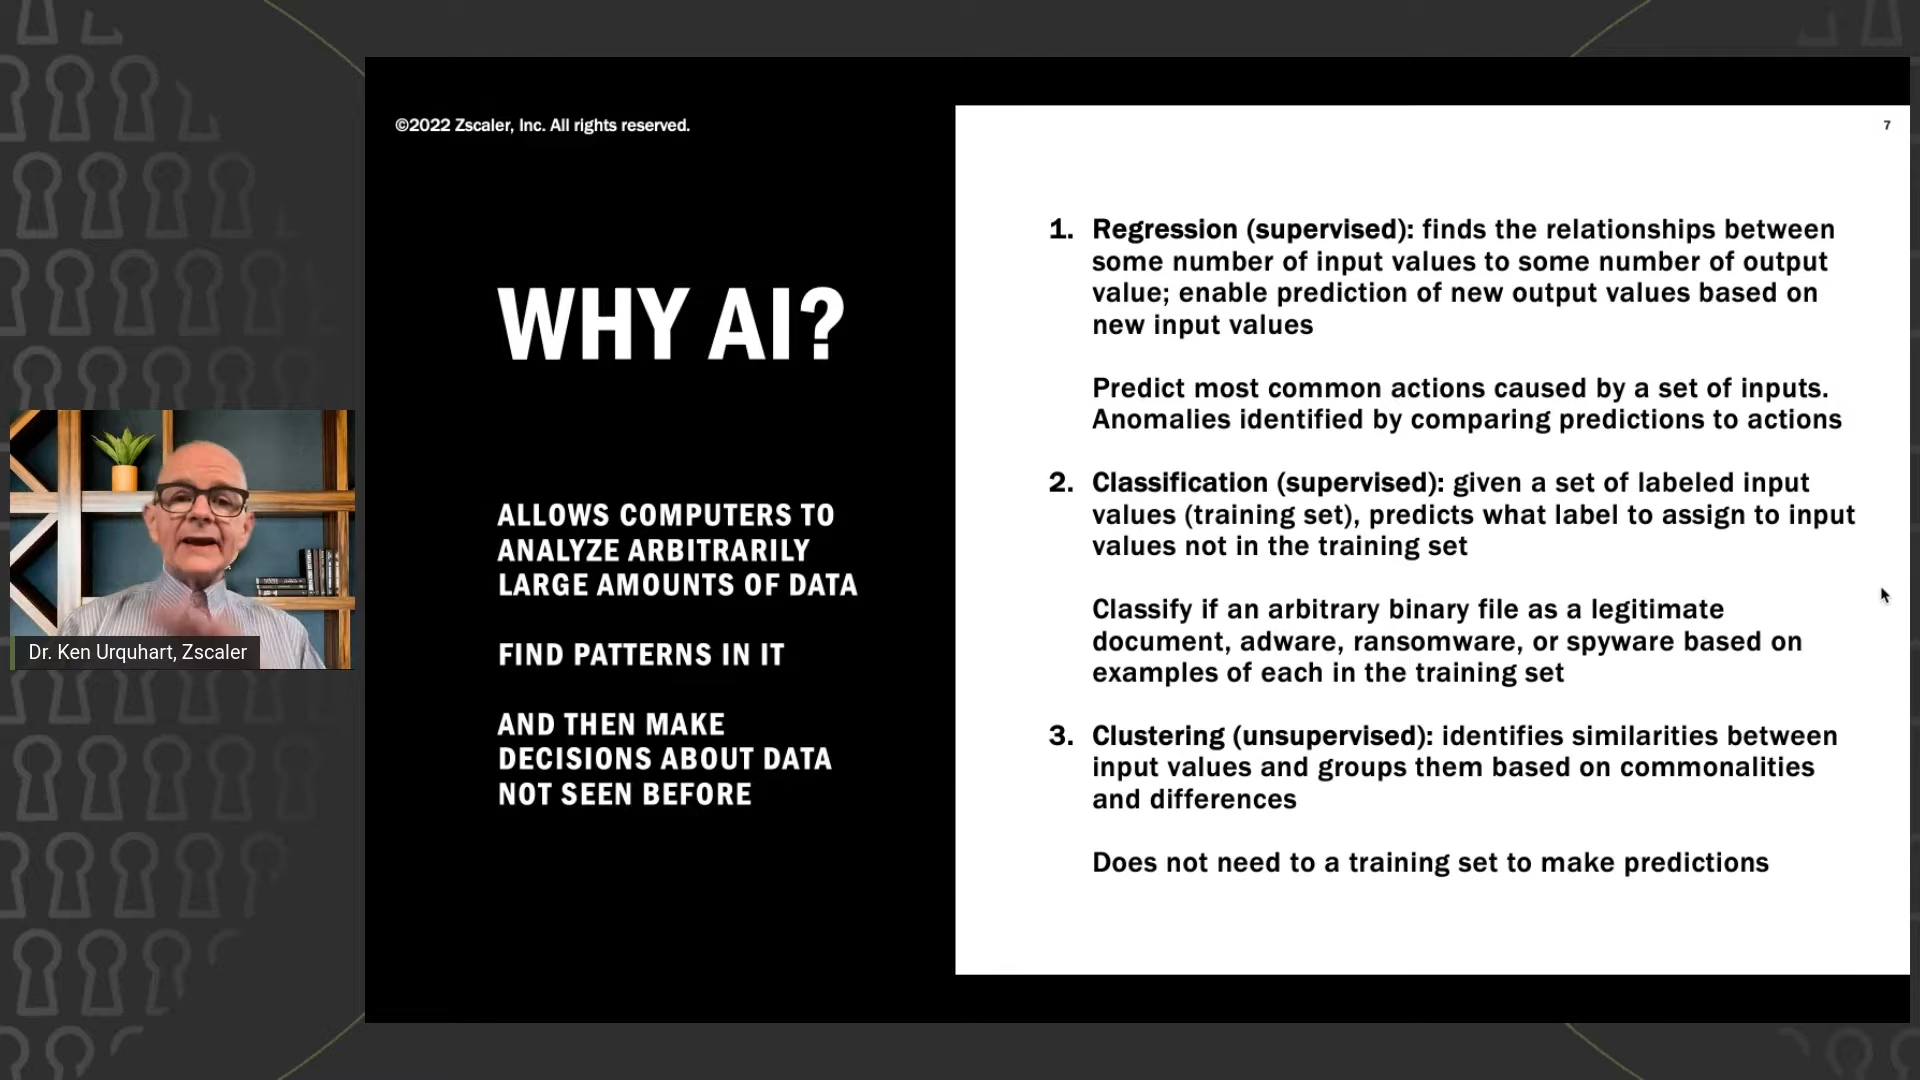 ©2022 Zscaler, Inc. All rights reserved.
7
WHY AI?
ALLOWS COMPUTERS TO
ANALYZE ARBITRARILY
LARGE AMOUNTS OF DATA
FIND PATTERNS IN IT
AND THEN MAKE
DECISIONS ABOUT DATA
NOT SEEN BEFORE
1. Regression (supervised): finds the relationships between
some number of input values to some number of output
value; enable prediction of new output values based on
new input values
Predict most common actions caused by a set of inputs.
Anomalies identified by comparing predictions to actions
2. Classification (supervised): given a set of labeled input
values (training set), predicts what label to assign to input
values not in the training set
Classify if an arbitrary binary file as a legitimate
document, adware, ransomware, or spyware based on
examples of each in the training set
3. Clustering (unsupervised): identifies similarities between
input values and groups them based on commonalities
and differences
Does not need to a training set to make predictions
Dr. Ken Urquhart, Zscaler